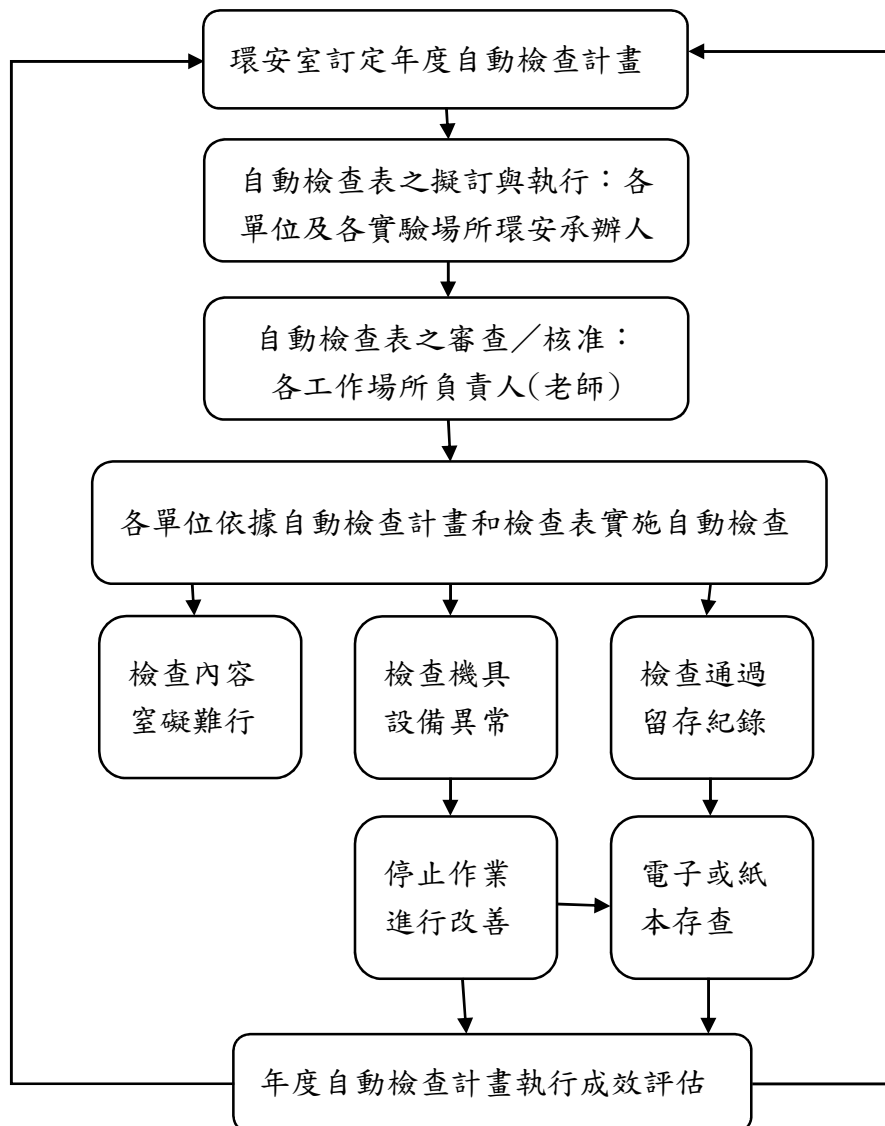 環安室訂定年度自動檢查計畫
自動檢查表之擬訂與執行：各
單位及各實驗場所環安承辦人
自動檢查表之審查／核准：
各工作場所負責人(老師)
各單位依據自動檢查計畫和檢查表實施自動檢查
檢查內容
窒礙難行
檢查機具
設備異常
檢查通過
留存紀錄
停止作業
進行改善
電子或紙
本存查
年度自動檢查計畫執行成效評估